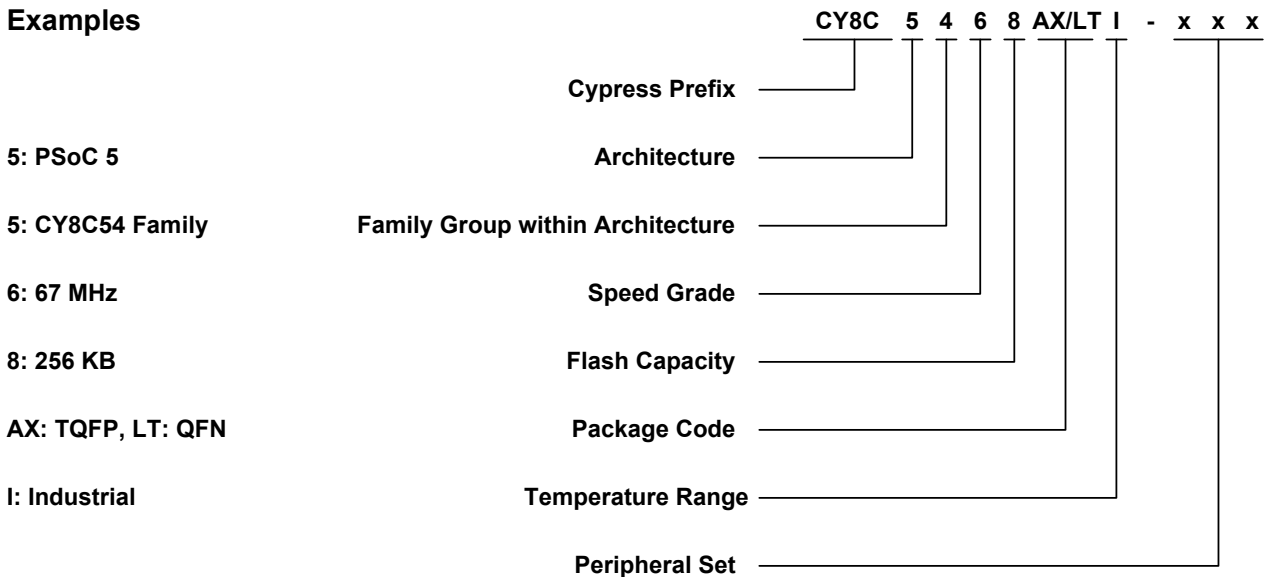 Examples CY8C 5 4 6 8 AX/LT I - x x x
Cypress Prefix
5: PSoC 5 Architecture
5: CY8C54 Family Family Group within Architecture
6: 67 MHz Speed Grade
8: 256 KB Flash Capacity
AX: TQFP, LT: QFN Package Code
I: Industrial Temperature Range
Peripheral Set